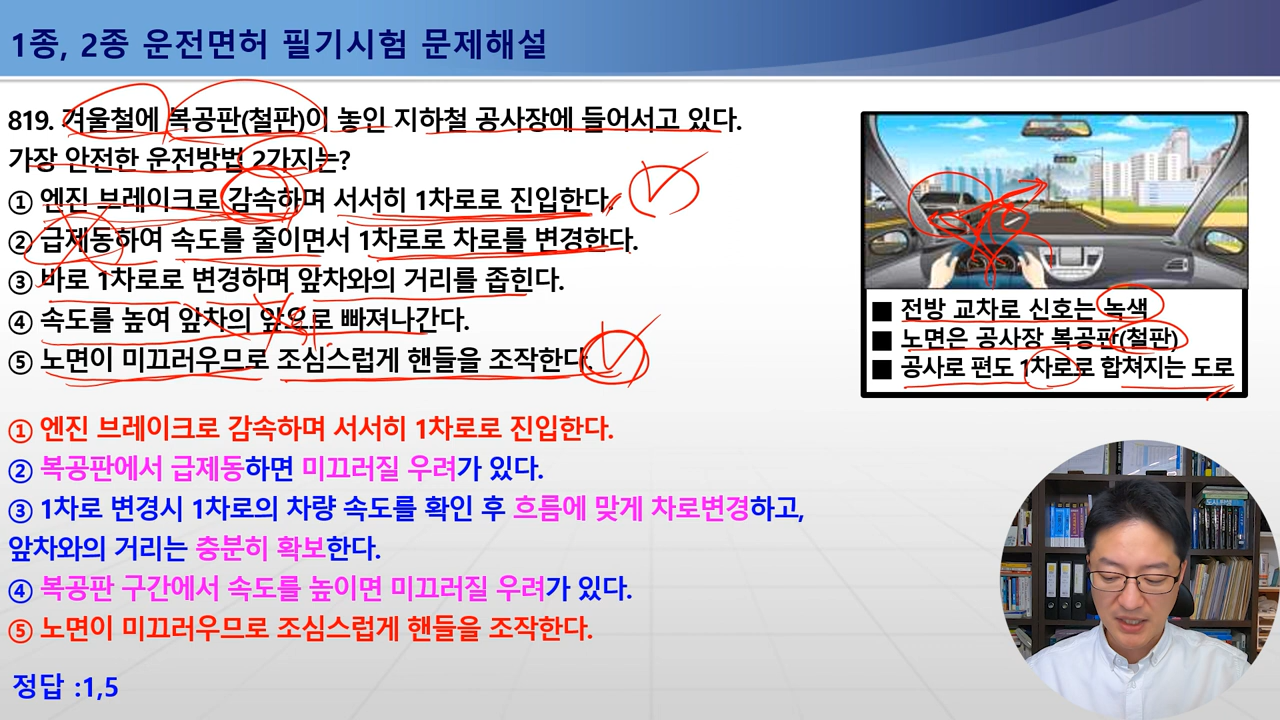 1종, 2종 운전면허 필기시험 문제해설
819. 겨울철에 복공판(철판)이 놓인 지하철 공사장에 들어서고 있다.
가장 안전한 운전방법 2가지는?
① 엔진 브레이크로 감속하며 서서히 1차로로 진입한다.
② 급제동하여 속도를 줄이면서 1차로로 차로를 변경한다.
③ 바로 1차로로 변경하며 앞차와의 거리를 좁힌다.
④ 속도를 높여 앞차의 앞으로 빠져나간다.
⑤ 노면이 미끄러우므로 조심스럽게 핸들을 조작한다.
■ 전방 교차로 신호는 녹색
■ 노면은 공사장 복공판(철판)
■ 공사로 편도 1차로로 합쳐지는 도로
① 엔진 브레이크로 감속하며 서서히 1차로로 진입한다.
② 복공판에서 급제동하면 미끄러질 우려가 있다.
③ 1차로 변경시 1차로의 차량 속도를 확인 후 흐름에 맞게 차로변경하고,
앞차와의 거리는 충분히 확보한다.
④ 복공판 구간에서 속도를 높이면 미끄러질 우려가 있다.
⑤ 노면이 미끄러우므로 조심스럽게 핸들을 조작한다.
정답 :1,5